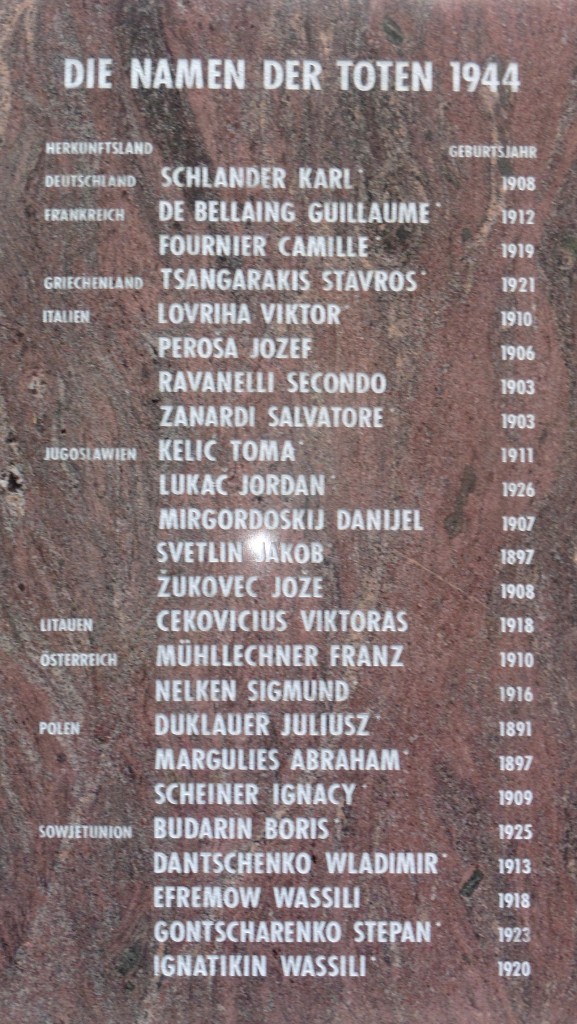 DIE NAMEN DER TOTEN 1944
HERKUNFTSLAND GEBURTSJAHR
DEUTSCHLAND SCHLANDER KARL* 1908
FRANKREICH DE BELLAING GUILLAUME* 1912
FOURNIER CAMILLE* 1919
GRIECHENLAND TSANGARAKIS STAVROS* 1921
ITALIEN LOVRIHA VIKTOR* 1910
PEROŠA JOZEF 1906
RAVANELLI SECONDO 1903
ZANARDI SALVATORE* 1903
JUGOSLAWIEN KELIC TOMA* 1911
LUKAC JORDAN* 1926
MIRGORDOSKIJ DANIJEL 1907
SVETLIN JAKOB 1897
ŽUKOVEC JOŽE 1908
LITAUEN CEKOVICIUS VIKTORAS 1918
ÖSTERREICH MÜHLLECHNER FRANZ 1910
NELKEN SIGMUND* 1916
POLEN DUKLAUER JULIUSZ* 1891
MARGULIES ABRAHAM* 1897
SCHEINER IGNACY* 1909
SOWJETUNION BUDARIN BORIS* 1925
DANTSCHENKO WLADIMIR* 1913
EFREMOW WASSILI 1918
GONTSCHARENKO STEPAN* 1923
IGNATIKIN WASSILI* 1920